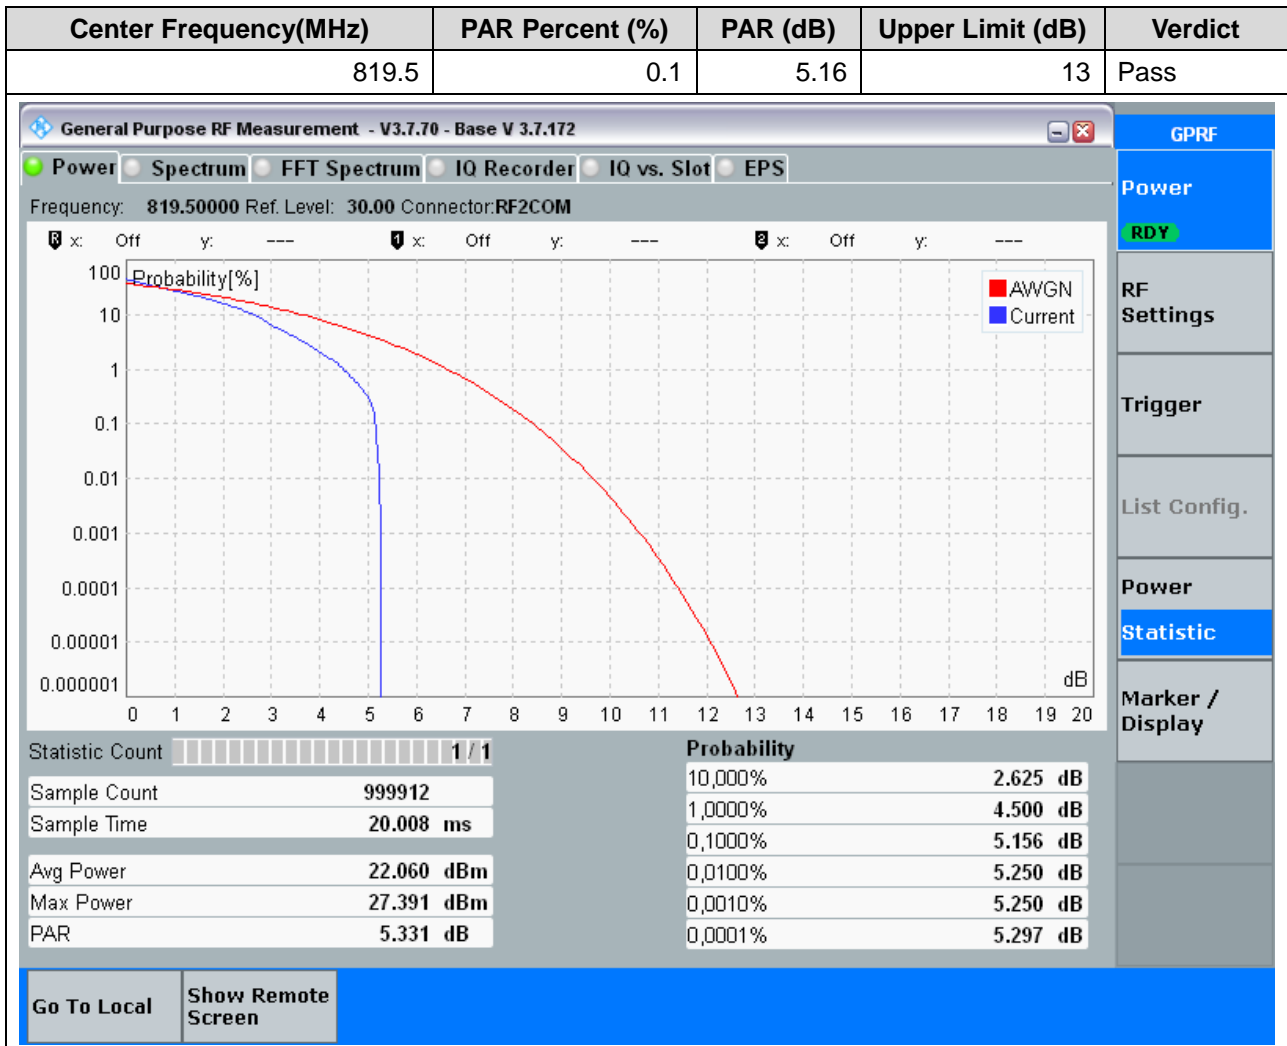 Center Frequency(MHz) PAR Percent (%) PAR (dB) Upper Limit (dB) Verdict
819.5 0.1 5.16 13 Pass
General Purpose RF Measurement - V3.7.70 - Base V 3.7.172
GPRF
Power Spectrum FFT Spectrum IQ Recorder IQ vs. Slot EPS
Power
RDY
Frequency: 819.50000 Ref. Level: 30.00 Connector:RF2COM
R x: Off y: --- 1 x: Off y: --- 2 x: Off y: ---
Probability[%]
100
10
1
0.1
0.01
0.001
0.0001
0.00001
0.000001
AWGN
Current
dB
0 1 2 3 4 5 6 7 8 9 10 11 12 13 14 15 16 17 18 19 20
RF
Settings
Trigger
List Config.
Power
Statistic
Marker /
Display
Statistic Count 1 / 1
Sample Count 999912
Sample Time 20.008 ms
Avg Power 22.060 dBm
Max Power 27.391 dBm
PAR 5.331 dB
Probability
10,000% 2.625 dB
1,0000% 4.500 dB
0,1000% 5.156 dB
0,0100% 5.250 dB
0,0010% 5.250 dB
0,0001% 5.297 dB
Go To Local
Show Remote
Screen